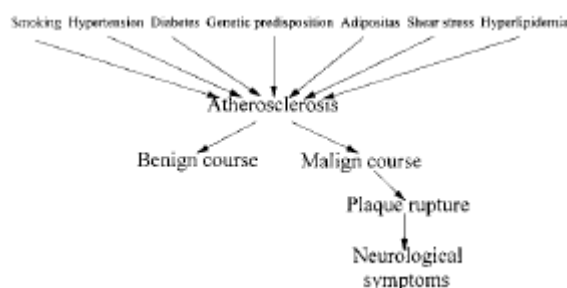 Smoking Hypertension Diabetes Genetic predisposition Adipositas Shear stress Hyperlipidemia
Atherosclerosis
Benign course Malign course
Plaque rupture
Neurological
symptoms